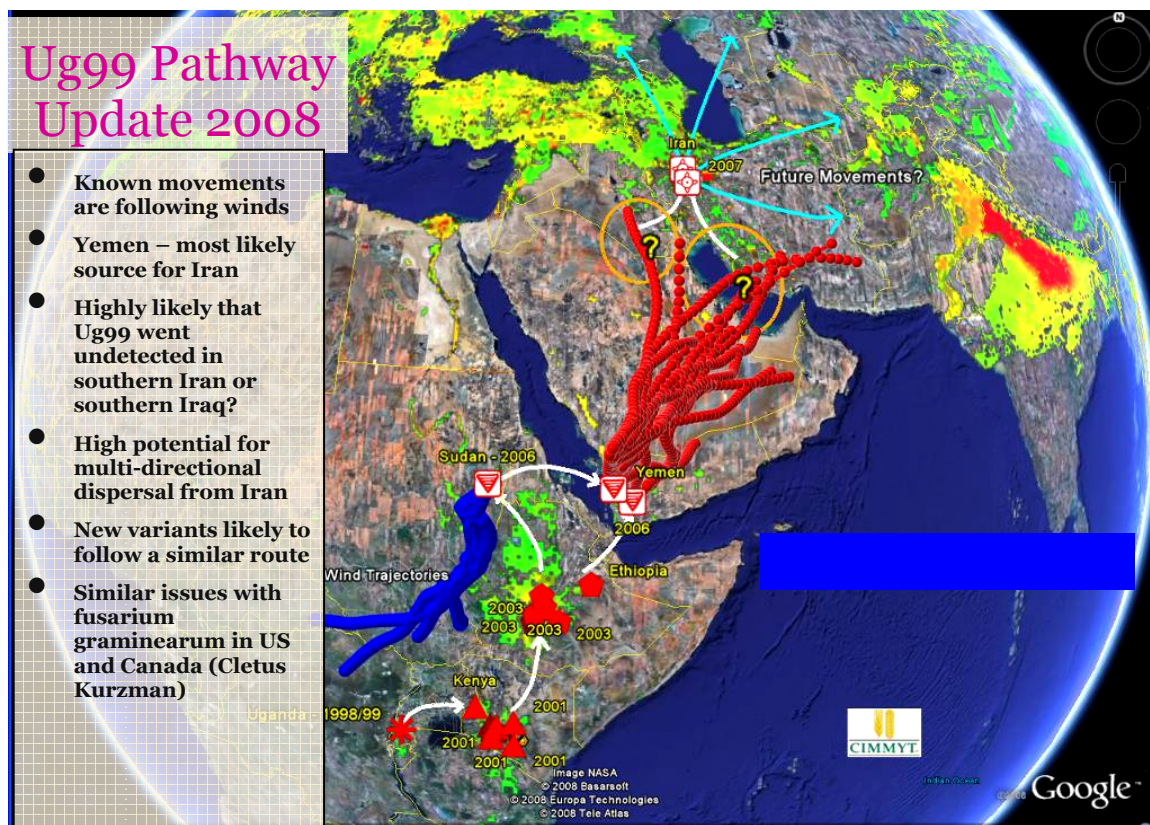 Ug99 Pathway
Update 2008
• Known movements
are following winds
• Yemen – most likely
source for Iran
• Highly likely that
Ug99 went
undetected in
southern Iran or
southern Iraq?
• High potential for
multi-directional
dispersal from Iran
• New variants likely to
follow a similar route
• Similar issues with
fusarium
graminearum in US
and Canada (Cletus
Kurzman)
N
Iran
2007
Future Movements?
?
?
Sudan - 2006
Yemen
2006
Wind Trajectories
Ethiopia
2003
2003
2003
2003
Kenya
Uganda - 1998/99
2001
2001
2001
2001
Image NASA
© 2008 Basarsoft
© 2008 Europa Technologies
© 2008 Tele Atlas
CIMMYT
Indian Ocean
Google